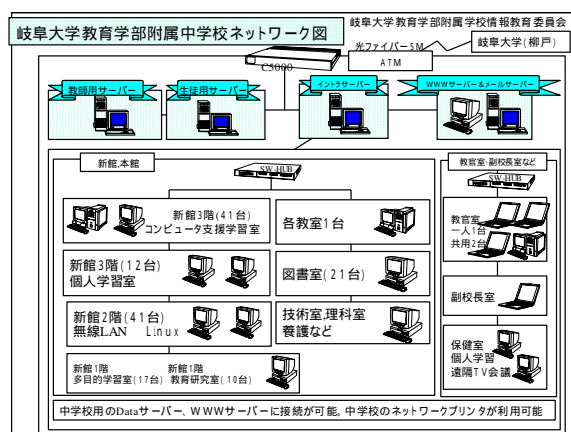 岐阜大学教育学部附属中学校ネットワーク図
岐阜大学教育学部附属学校情報教育委員会
光ファイバー5M
ATM
岐阜大学(柳戸)
C5000
教師用サーバー
生徒用サーバー
イントラサーバー
WWWサーバー&メールサーバー
新館,本館
SW-HUB
教官室・副校長室など
SW-HUB
新館3階(41台)
コンピュータ支援学習室
各教室1台
教官室
一人1台
共用2台
新館3階(12台)
個人学習室
図書室(21台)
副校長室
新館2階(41台)
無線LAN Linux
技術室,理科室
養護など
保健室
個人学習
遠隔TV会議
新館1階
多目的学習室(17台)
新館1階
教育研究室(10台)
中学校用のDataサーバー、WWWサーバーに接続が可能。中学校のネットワークプリンタが利用可能